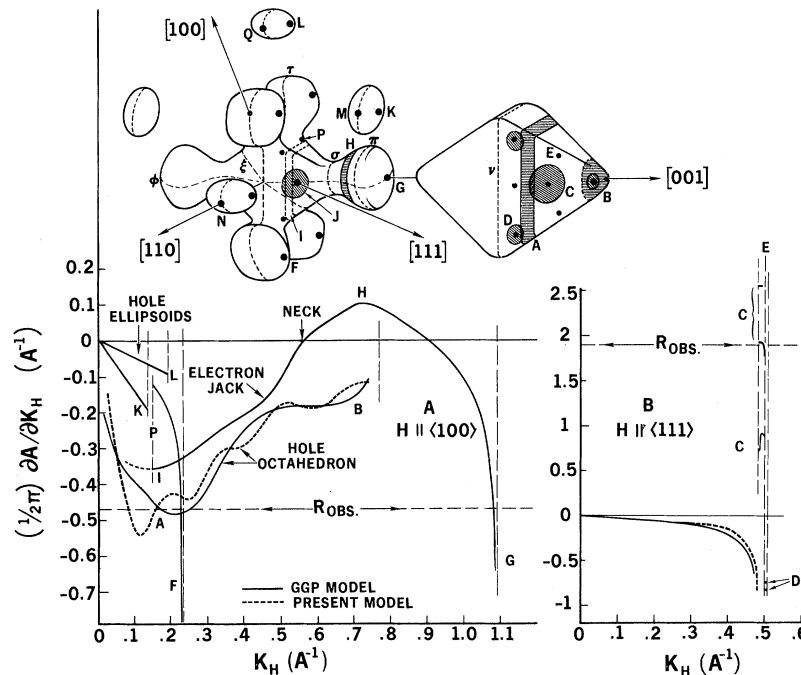 [100]
Q L
τ
M K
P
H
σ π
ξ
φ
G
N
J
I
[110]
F
[111]
E
ν
C
B
[001]
D
A
(1/2π) ∂A/∂K_H (A⁻¹)
0.2
0.1
0
-0.1
-0.2
-0.3
-0.4
-0.5
-0.6
-0.7
HOLE
ELLIPSOIDS
NECK
H
L
ELECTRON
JACK
K
P
I
B
A
H ∥ ⟨100⟩
HOLE
OCTAHEDRON
A
R_OBS.
F
G
GGP MODEL
PRESENT MODEL
0 .1 .2 .3 .4 .5 .6 .7 .8 .9 1.0 1.1
K_H (A⁻¹)
E
2.5
2
1.5
1
0.5
0
-0.5
-1
C
R_OBS.
B
H ∥ ⟨111⟩
C
D
0 .1 .2 .3 .4 .5 .6
K_H (A⁻¹)